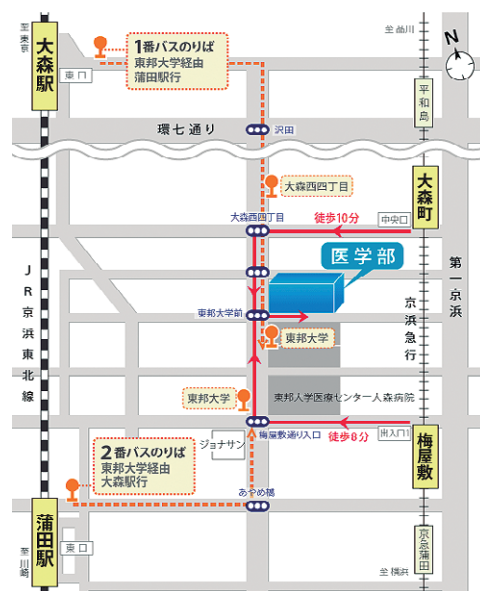 至東京
大森駅
東口
1番バスのりば
東邦大学経由
蒲田駅行
至品川
N
平和島
環七通り
沢田
大森西四丁目
大森町
大森西四丁目
徒歩10分
中央口
医学部
第一京浜
JR京浜東北線
京浜急行
東邦大学前
東邦大学
東邦大学
東邦大学医療センター大森病院
梅屋敷通り入口
徒歩8分
出入口1
ジョナサン
梅屋敷
2番バスのりば
東邦大学経由
大森駅行
あやめ橋
蒲田駅
東口
至川崎
京急蒲田
至横浜